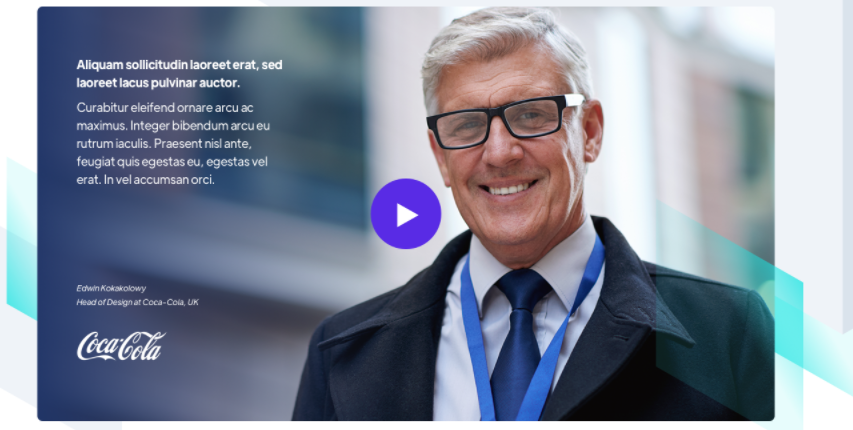 Aliquam sollicitudin laoreet erat, sed
laoreet lacus pulvinar auctor.
Curabitur eleifend ornare arcu ac
maximus. Integer bibendum arcu eu
rutrum iaculis. Praesent nisl ante,
feugiat quis egestas eu, egestas vel
erat. In vel accumsan orci.
Edwin Kokakolowy
Head of Design at Coca-Cola, UK
Coca-Cola